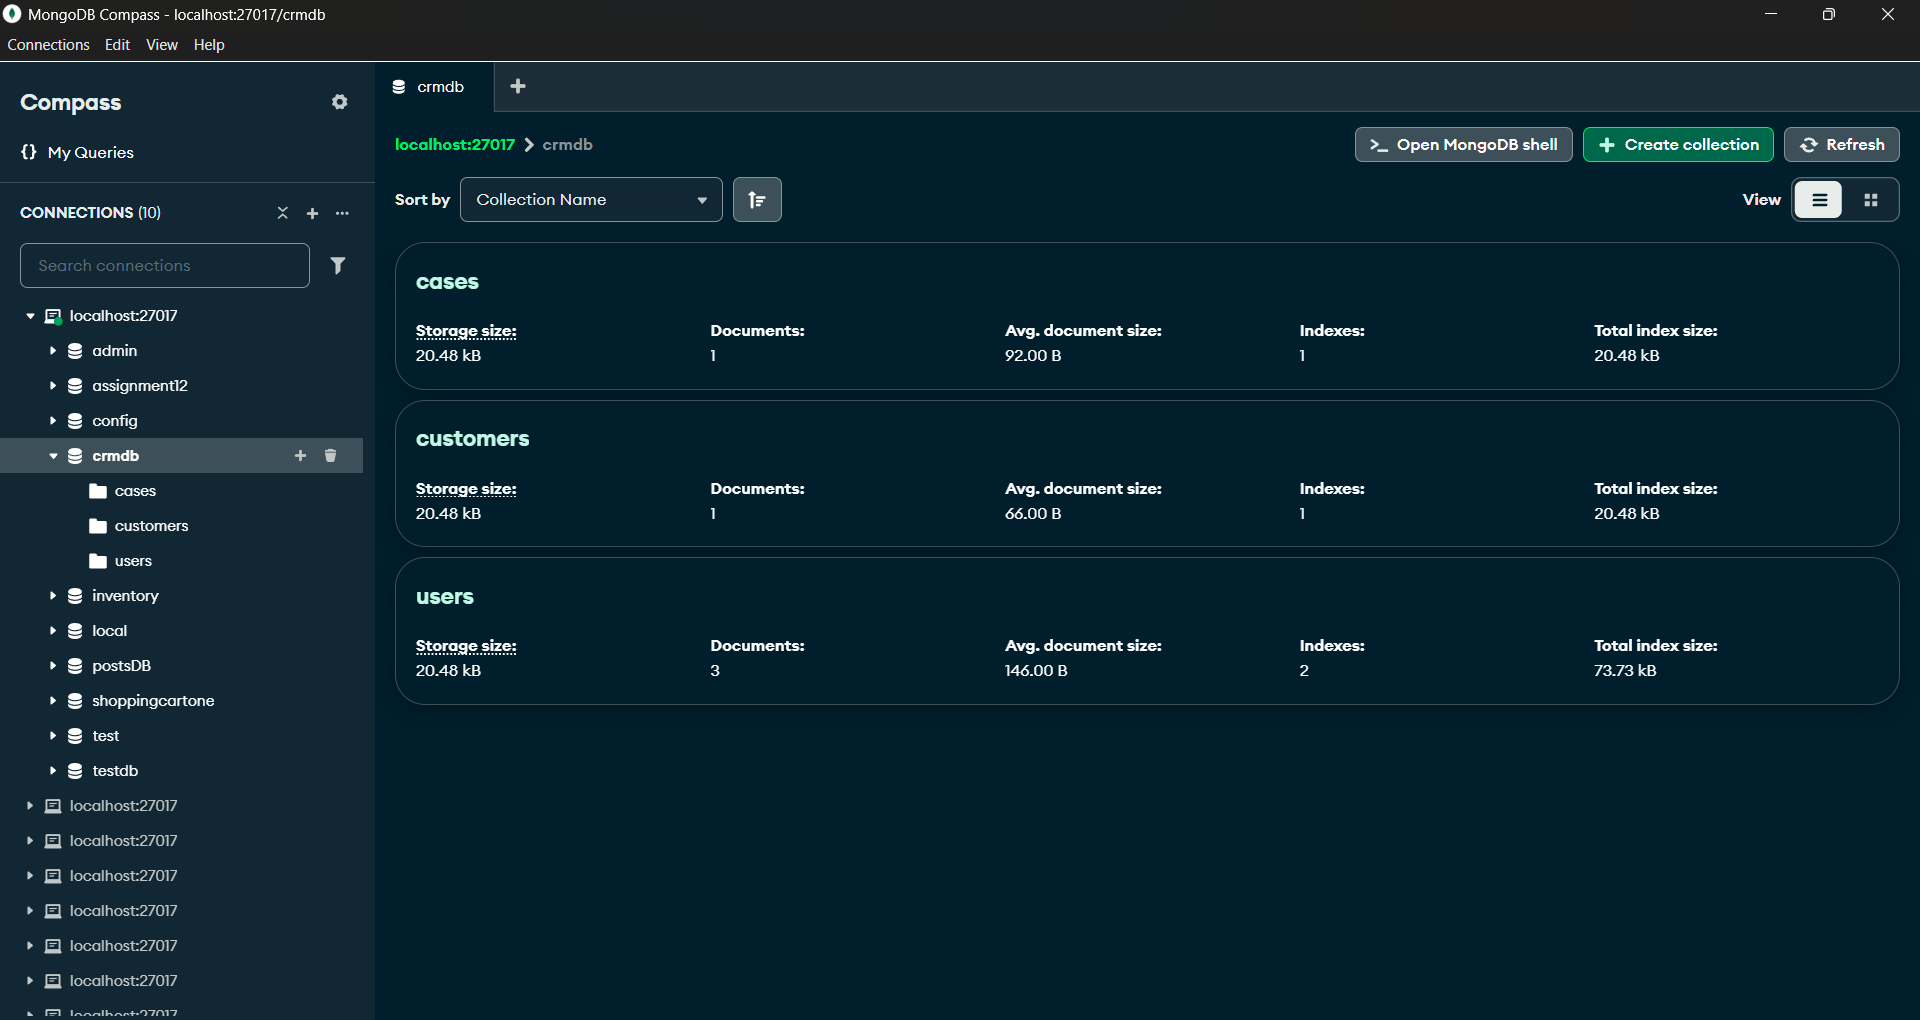 MongoDB Compass - localhost:27017/crmdb
Connections Edit View Help
Compass
{} My Queries
CONNECTIONS (10)
Search connections
localhost:27017
admin
assignment12
config
crmdb
cases
customers
users
inventory
local
postsDB
shoppingcartone
test
testdb
localhost:27017
localhost:27017
localhost:27017
localhost:27017
localhost:27017
localhost:27017
localhost:27017
crmdb
localhost:27017 > crmdb
>_ Open MongoDB shell
Create collection
Refresh
Sort by Collection Name
View
cases
Storage size: Documents: Avg. document size: Indexes: Total index size:
20.48 kB 1 92.00 B 1 20.48 kB
customers
Storage size: Documents: Avg. document size: Indexes: Total index size:
20.48 kB 1 66.00 B 1 20.48 kB
users
Storage size: Documents: Avg. document size: Indexes: Total index size:
20.48 kB 3 146.00 B 2 73.73 kB